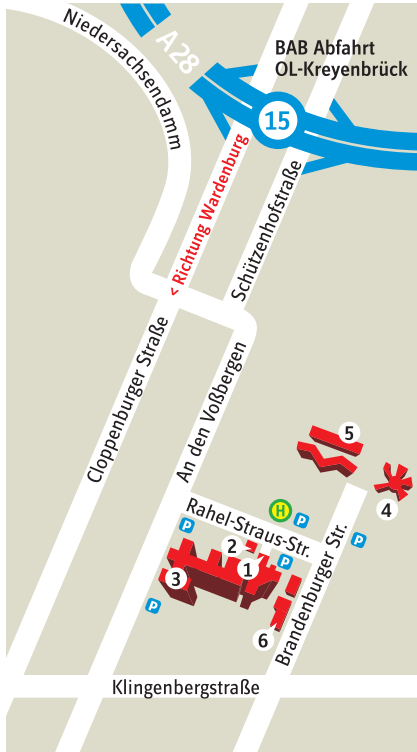 Niedersachsendamm
A28
BAB Abfahrt
OL-Kreyenbrück
15
< Richtung Wardenburg
Schützenhofstraße
Cloppenburger Straße
An den Voßbergen
5
4
H
P
Rahel-Straus-Str.
P
P
2
1
P
3
Brandenburger Str.
P
6
Klingenbergstraße